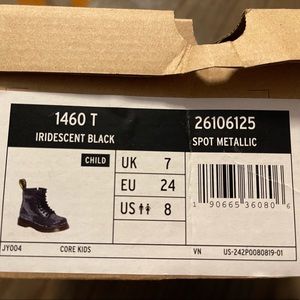 1460 T
IRIDESCENT BLACK
26106125
SPOT METALLIC
CHILD
UK 7
EU 24
US 8
1 90665 36080 6
JY004 CORE KIDS VN US-242P0080819-01